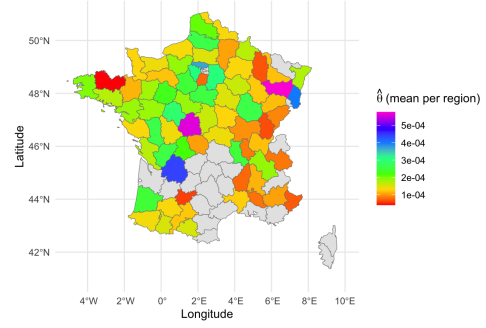 50°N
48°N
46°N
44°N
42°N
Latitude
4°W 2°W 0° 2°E 4°E 6°E 8°E 10°E
Longitude
θ̂ (mean per region)
5e-04
4e-04
3e-04
2e-04
1e-04